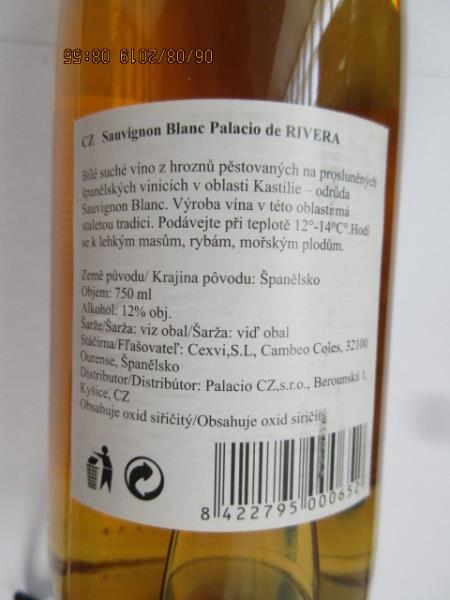 06/08/2019 08:55
CZ Sauvignon Blanc Palacio de RIVERA
Bílé suché víno z hroznů pěstovaných na prosluněných
španělských vinicích v oblasti Kastilie – odrůda
Sauvignon Blanc. Výroba vína v této oblasti má
staletou tradici. Podávejte při teplotě 12°-14°C°.Hodí
se k lehkým masům, rybám, mořským plodům.
Země původu/ Krajina pôvodu: Španělsko
Objem: 750 ml
Alkohol: 12% obj.
Šarže/Šarža: viz obal/Šarža: viď obal
Stáčírna/Fľašovateľ: Cexvi,S.L, Cambeo Coles, 32100
Ourense, Španělsko
Distributor/Distribútor: Palacio CZ,s.r.o., Berounská 1,
Kyšice, CZ
Obsahuje oxid siřičitý/Obsahuje oxid siričitý
8 422795 000652